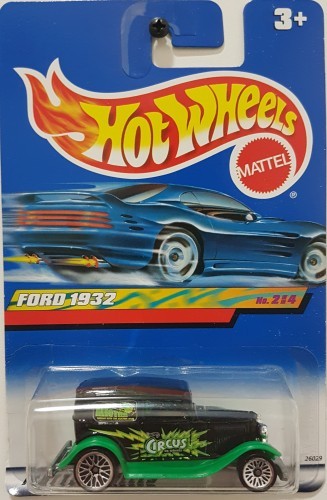 3+
HOT WHEELS
MATTEL
®
FORD 1932
No. 214
CIRCUS
26029